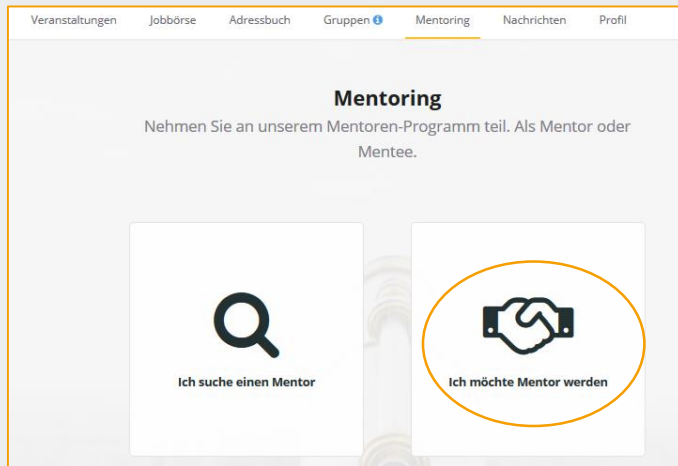 Veranstaltungen Jobbörse Adressbuch Gruppen Mentoring Nachrichten Profil
Mentoring
Nehmen Sie an unserem Mentoren-Programm teil. Als Mentor oder
Mentee.
Ich suche einen Mentor
Ich möchte Mentor werden